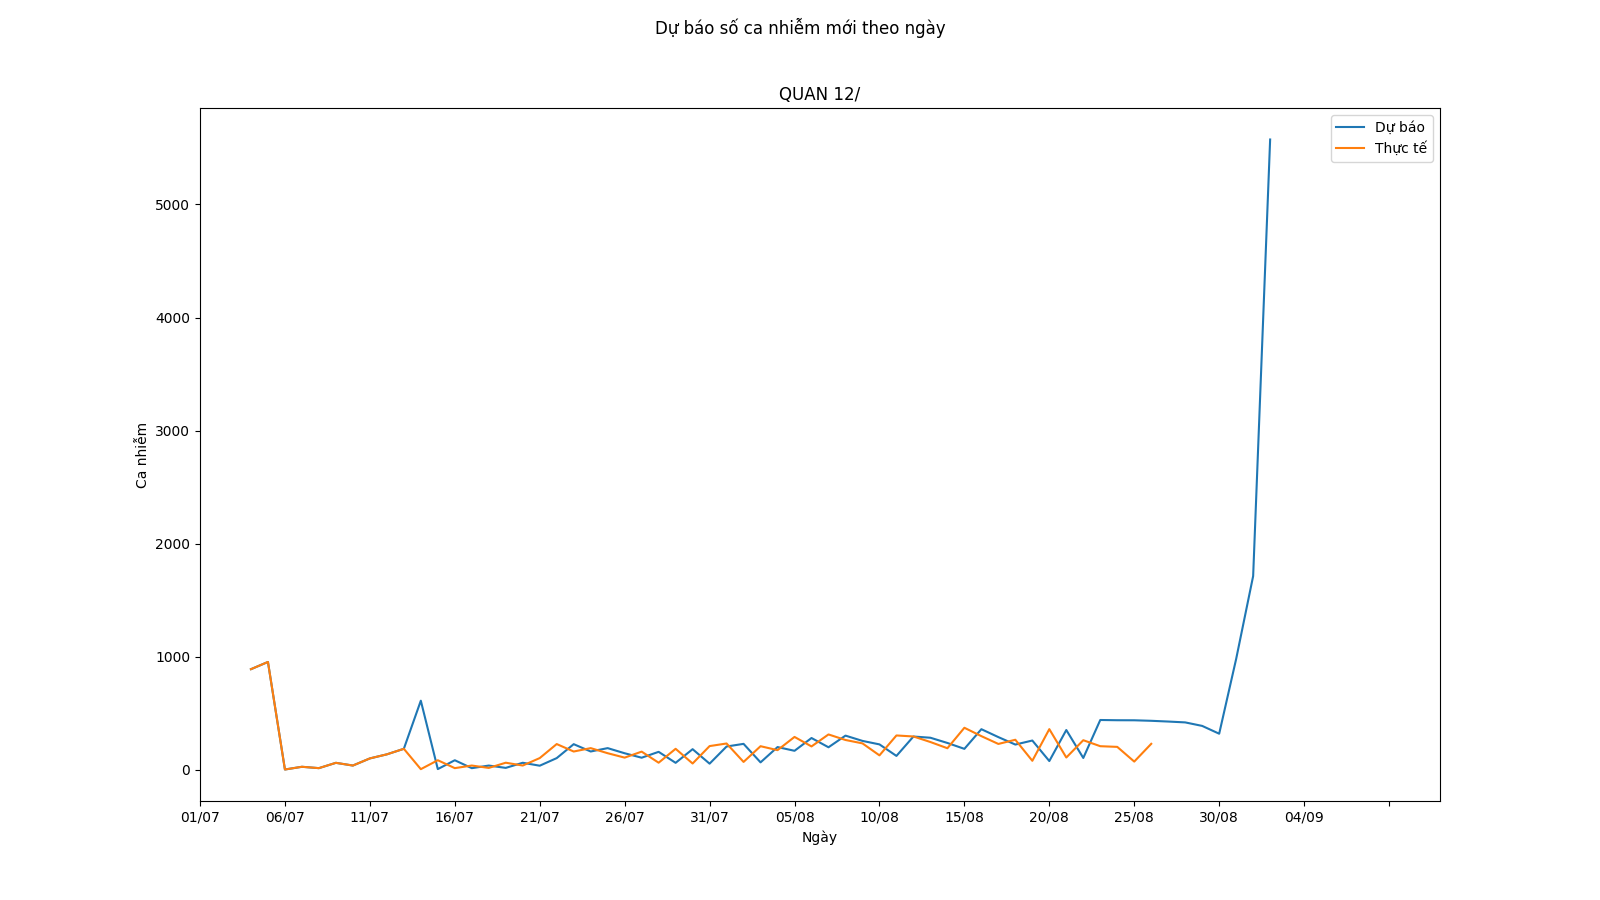 Dự báo số ca nhiễm mới theo ngày
QUAN 12/
Dự báo
Thực tế
Ca nhiễm
5000
4000
3000
2000
1000
0
01/07 06/07 11/07 16/07 21/07 26/07 31/07 05/08 10/08 15/08 20/08 25/08 30/08 04/09
Ngày